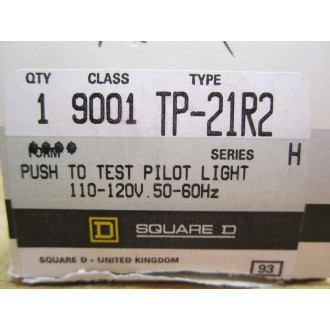 QTY CLASS TYPE
1 9001 TP-21R2
FORM SERIES H
PUSH TO TEST PILOT LIGHT
110-120V.50-60Hz
D SQUARE D
SQUARE D - UNITED KINGDOM
93